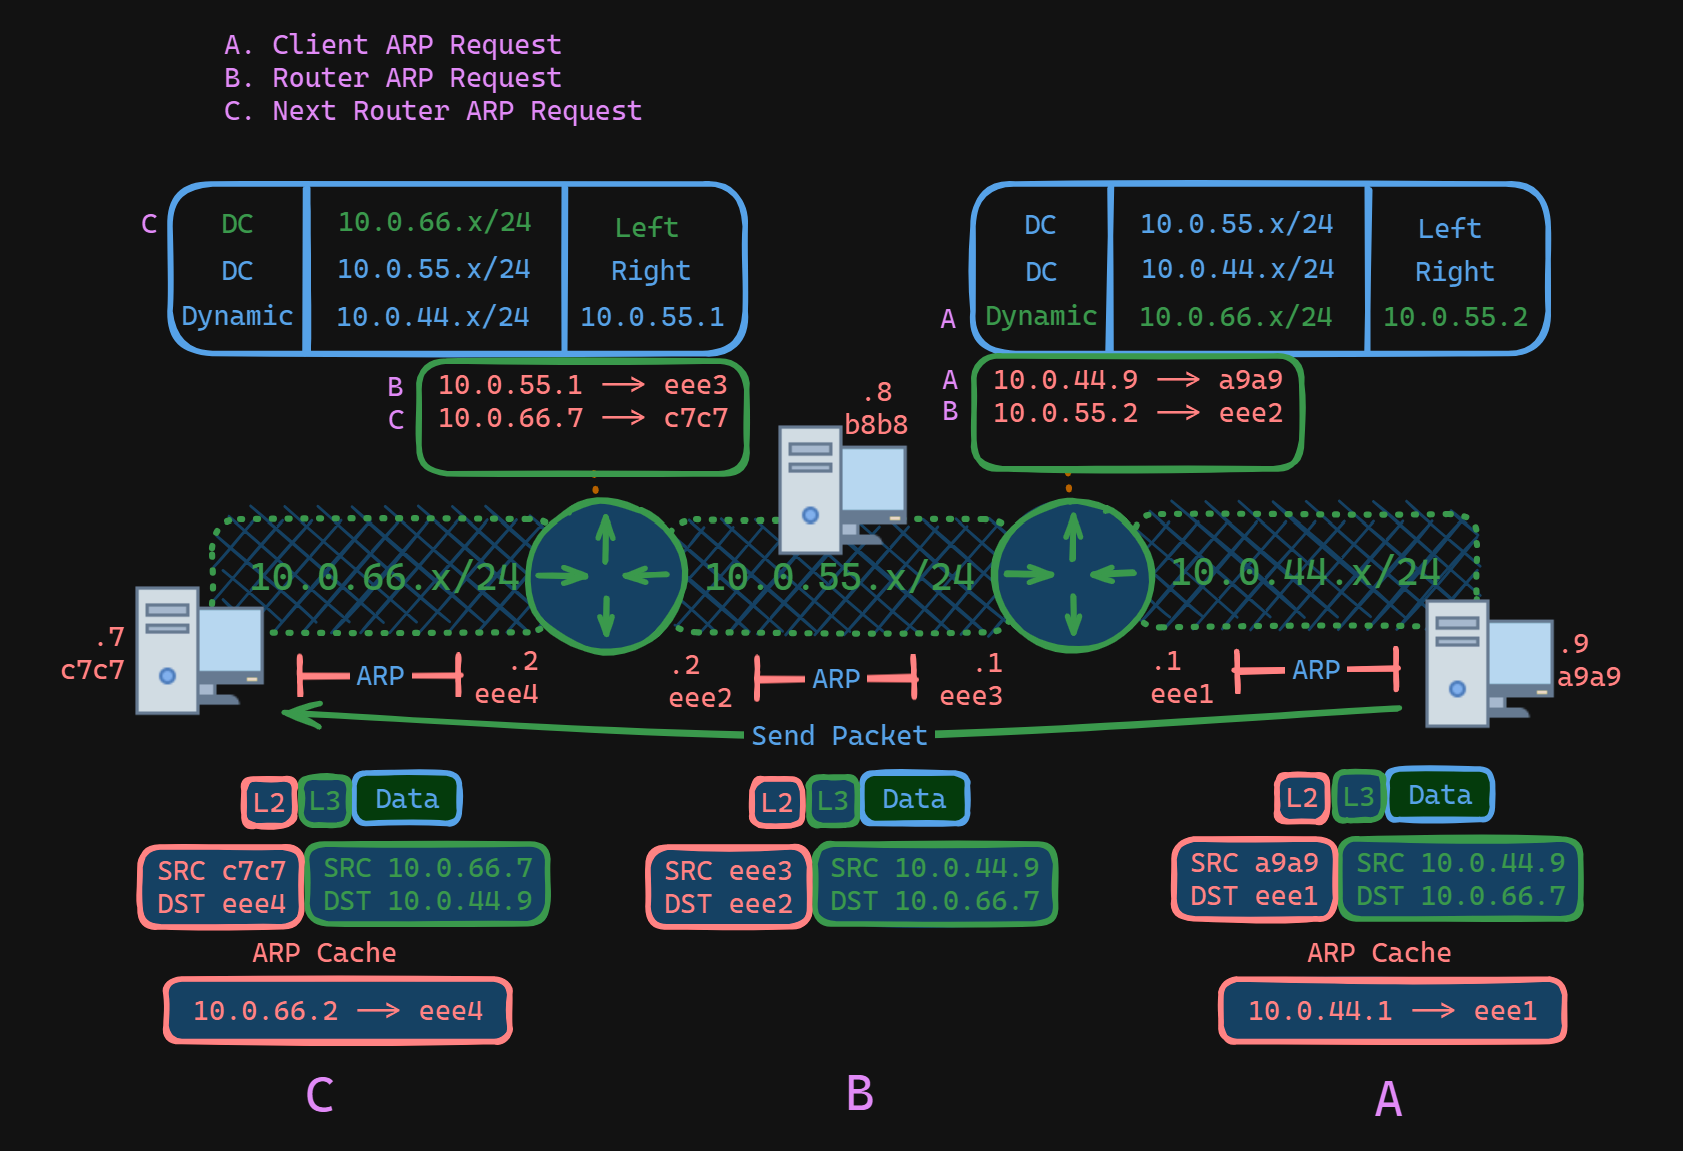 A. Client ARP Request
B. Router ARP Request
C. Next Router ARP Request
C DC 10.0.66.x/24 Left
DC 10.0.55.x/24 Right
Dynamic 10.0.44.x/24 10.0.55.1
DC 10.0.55.x/24 Left
DC 10.0.44.x/24 Right
A Dynamic 10.0.66.x/24 10.0.55.2
B 10.0.55.1 → eee3
C 10.0.66.7 → c7c7
A 10.0.44.9 → a9a9
B 10.0.55.2 → eee2
.8
b8b8
10.0.66.x/24
10.0.55.x/24
10.0.44.x/24
.7
c7c7
ARP
.2
eee4
.2
eee2
ARP
.1
eee3
.1
eee1
ARP
.9
a9a9
Send Packet
L2 L3 Data
SRC c7c7
DST eee4
SRC 10.0.66.7
DST 10.0.44.9
ARP Cache
10.0.66.2 → eee4
C
L2 L3 Data
SRC eee3
DST eee2
SRC 10.0.44.9
DST 10.0.66.7
B
L2 L3 Data
SRC a9a9
DST eee1
SRC 10.0.44.9
DST 10.0.66.7
ARP Cache
10.0.44.1 → eee1
A